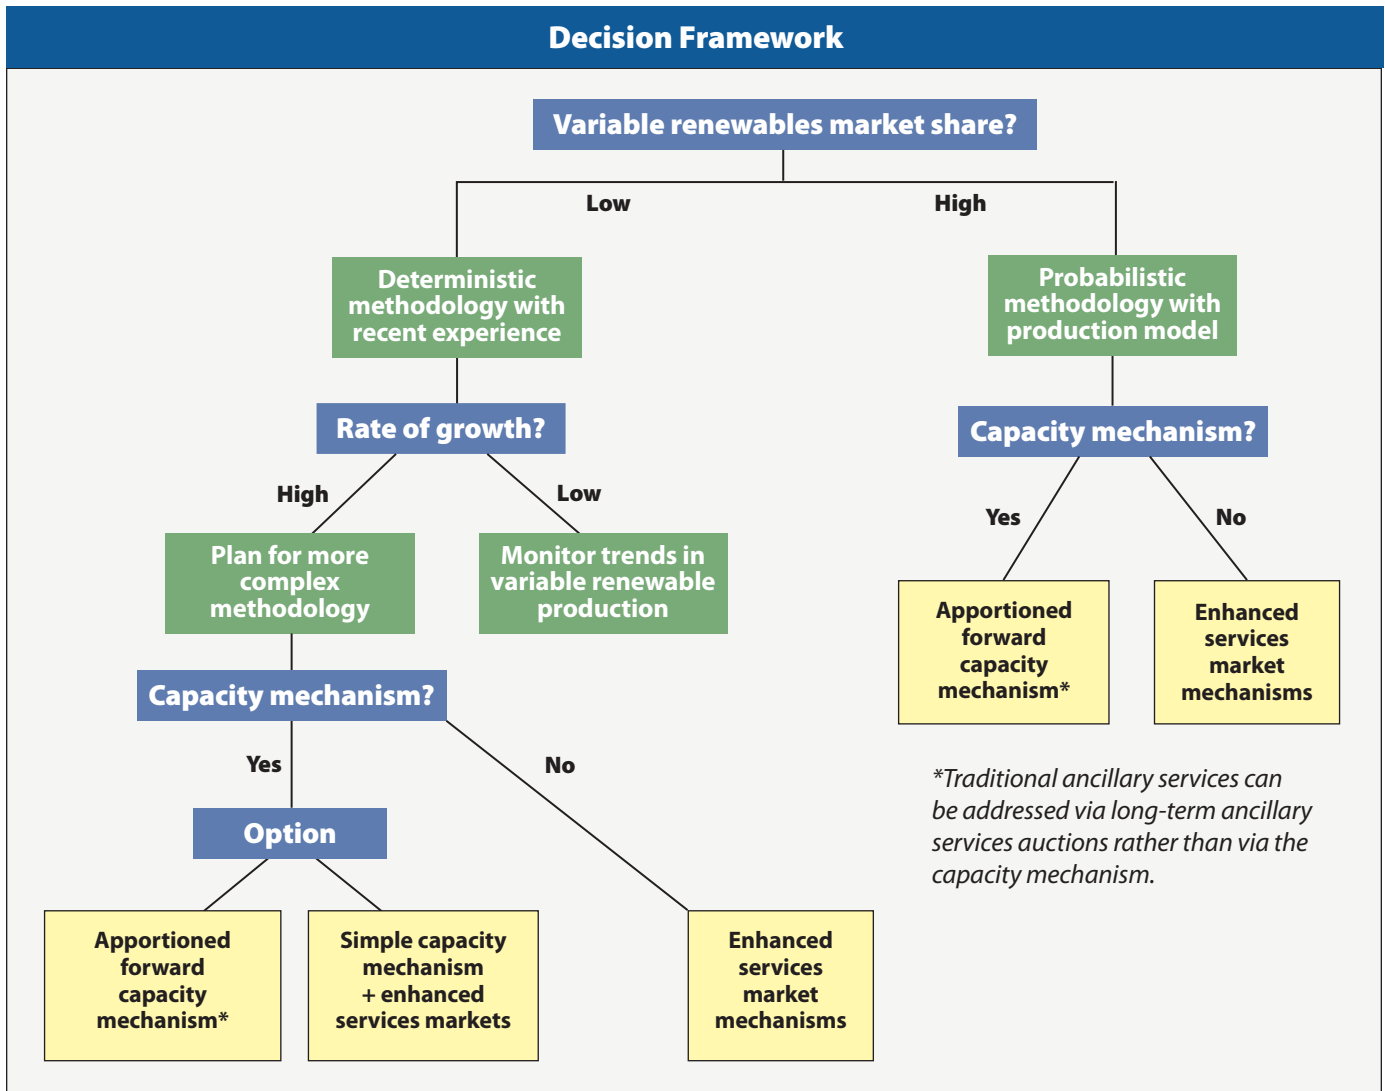 Decision Framework
Variable renewables market share?
Low
High
Deterministic
methodology with
recent experience
Probabilistic
methodology with
production model
Rate of growth?
Capacity mechanism?
High
Low
Yes
No
Plan for more
complex
methodology
Monitor trends in
variable renewable
production
Apportioned
forward
capacity
mechanism*
Enhanced
services
market
mechanisms
Capacity mechanism?
Yes
No
*Traditional ancillary services can
be addressed via long-term ancillary
services auctions rather than via the
capacity mechanism.
Option
Apportioned
forward
capacity
mechanism*
Simple capacity
mechanism
+ enhanced
services markets
Enhanced
services
market
mechanisms